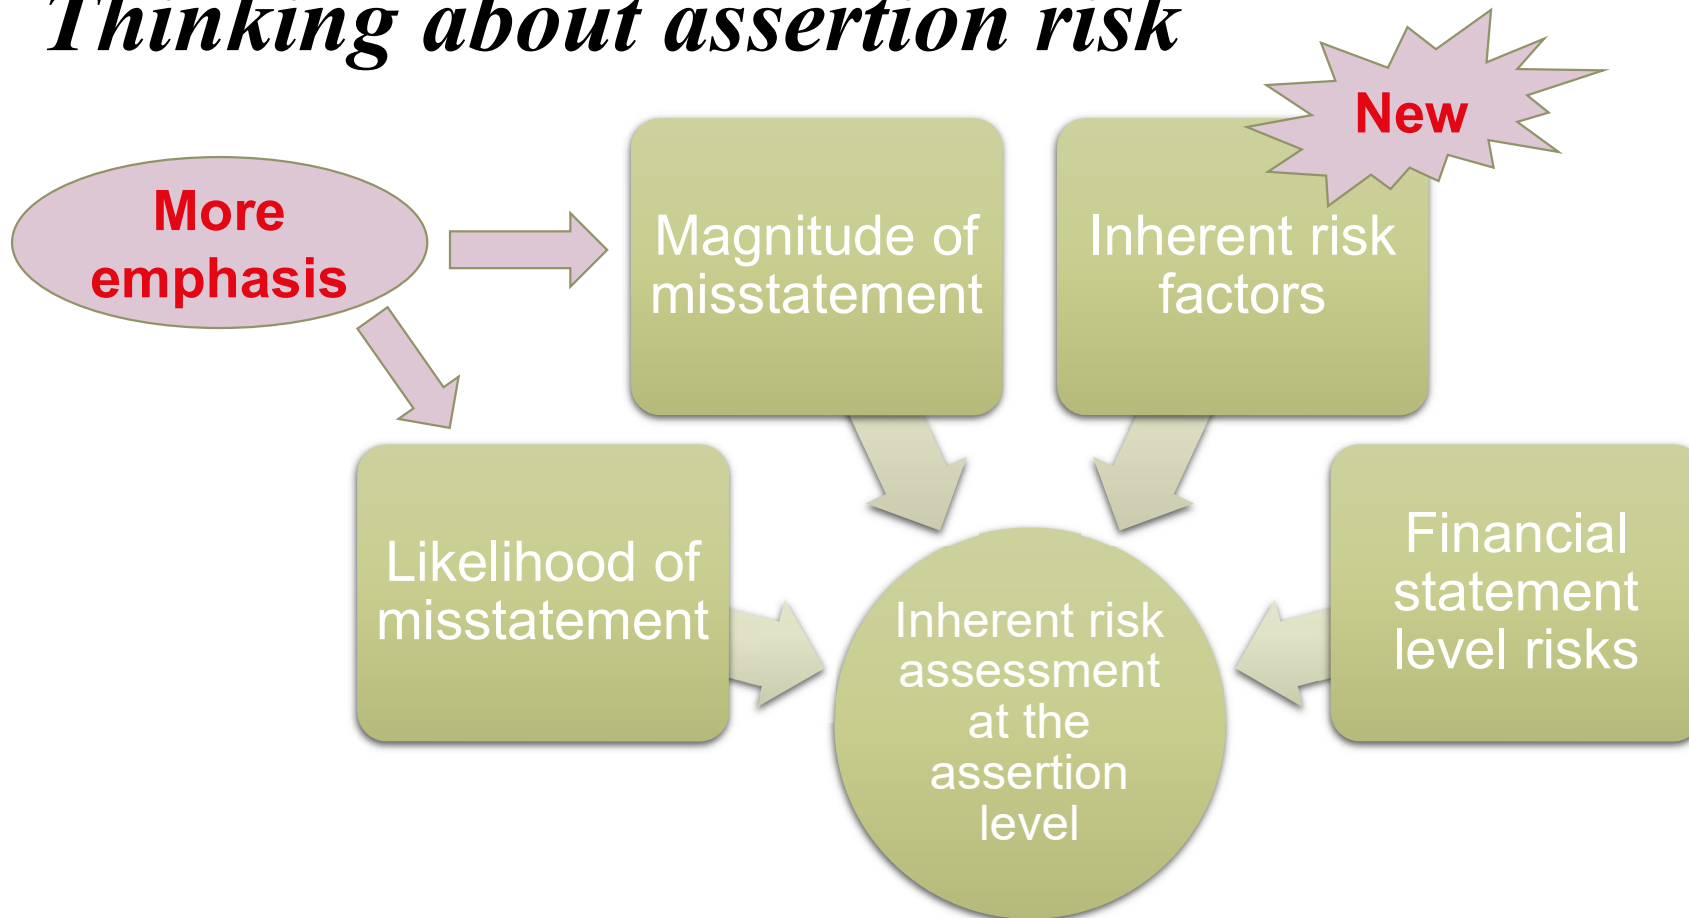 Thinking about assertion risk
New
More
emphasis
Magnitude of
misstatement
Inherent risk
factors
Likelihood of
misstatement
Inherent risk
assessment
at the
assertion
level
Financial
statement
level risks